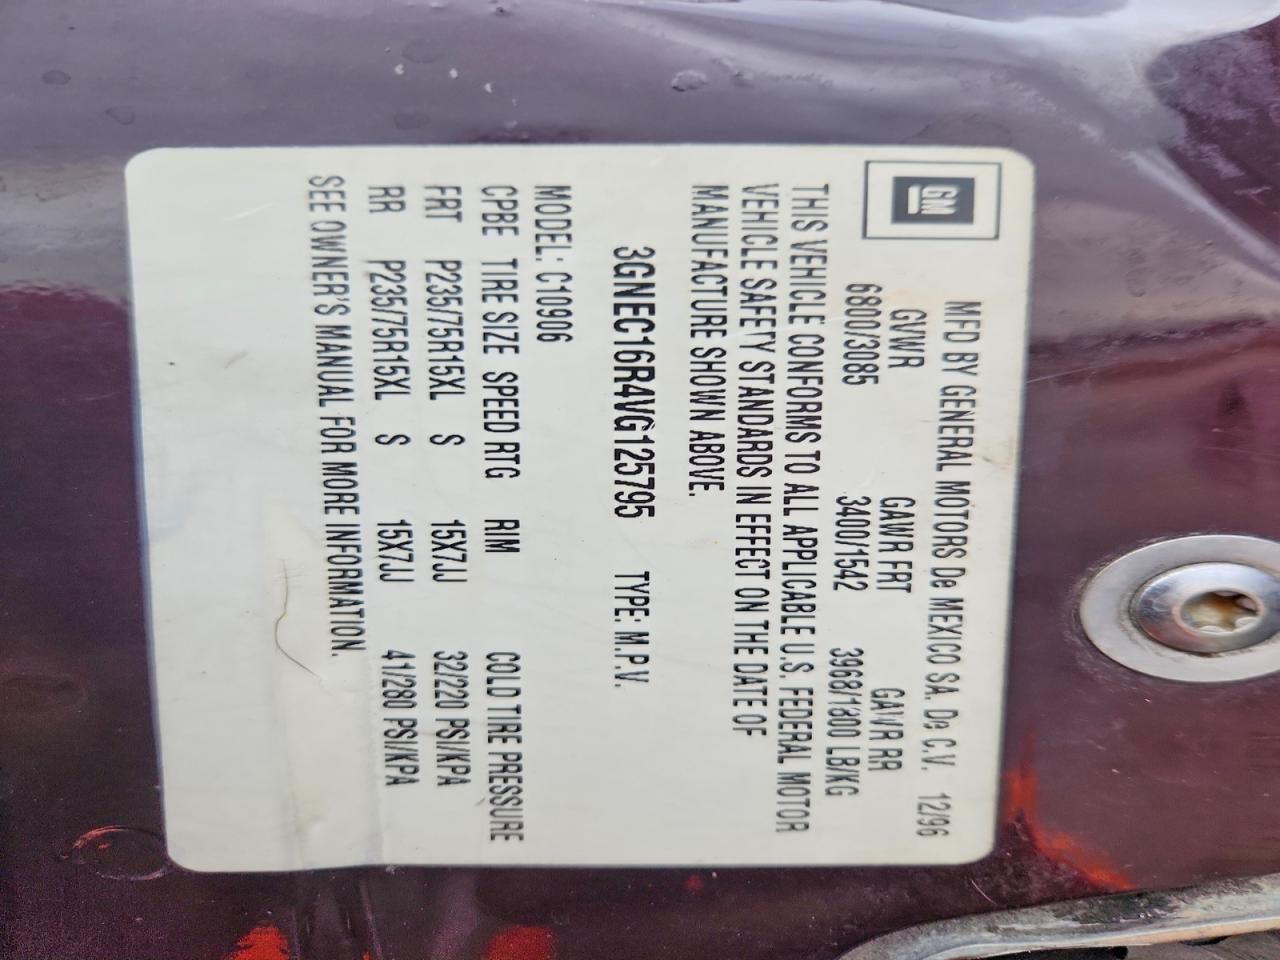 GM
MFD BY GENERAL MOTORS De MEXICO SA. De C.V. 12/96
GVWR GAWR FRT GAWR RR
6800/3085 3400/1542 3968/1800 LB/KG
THIS VEHICLE CONFORMS TO ALL APPLICABLE U.S. FEDERAL MOTOR
VEHICLE SAFETY STANDARDS IN EFFECT ON THE DATE OF
MANUFACTURE SHOWN ABOVE.
3GNEC16R4VG125795 TYPE: M.P.V.
MODEL: C10906
CPBE TIRE SIZE SPEED RTG RIM COLD TIRE PRESSURE
FRT P235/75R15XL S 15X7JJ 32/220 PSI/KPA
RR P235/75R15XL S 15X7JJ 41/280 PSI/KPA
SEE OWNER'S MANUAL FOR MORE INFORMATION.